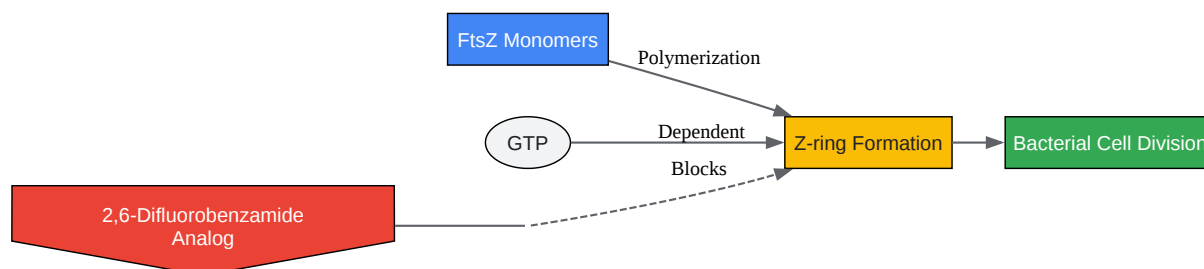 FtsZ Monomers
Polymerization
GTP
Dependent
Z-ring Formation
Bacterial Cell Division
Blocks
2,6-Difluorobenzamide
Analog